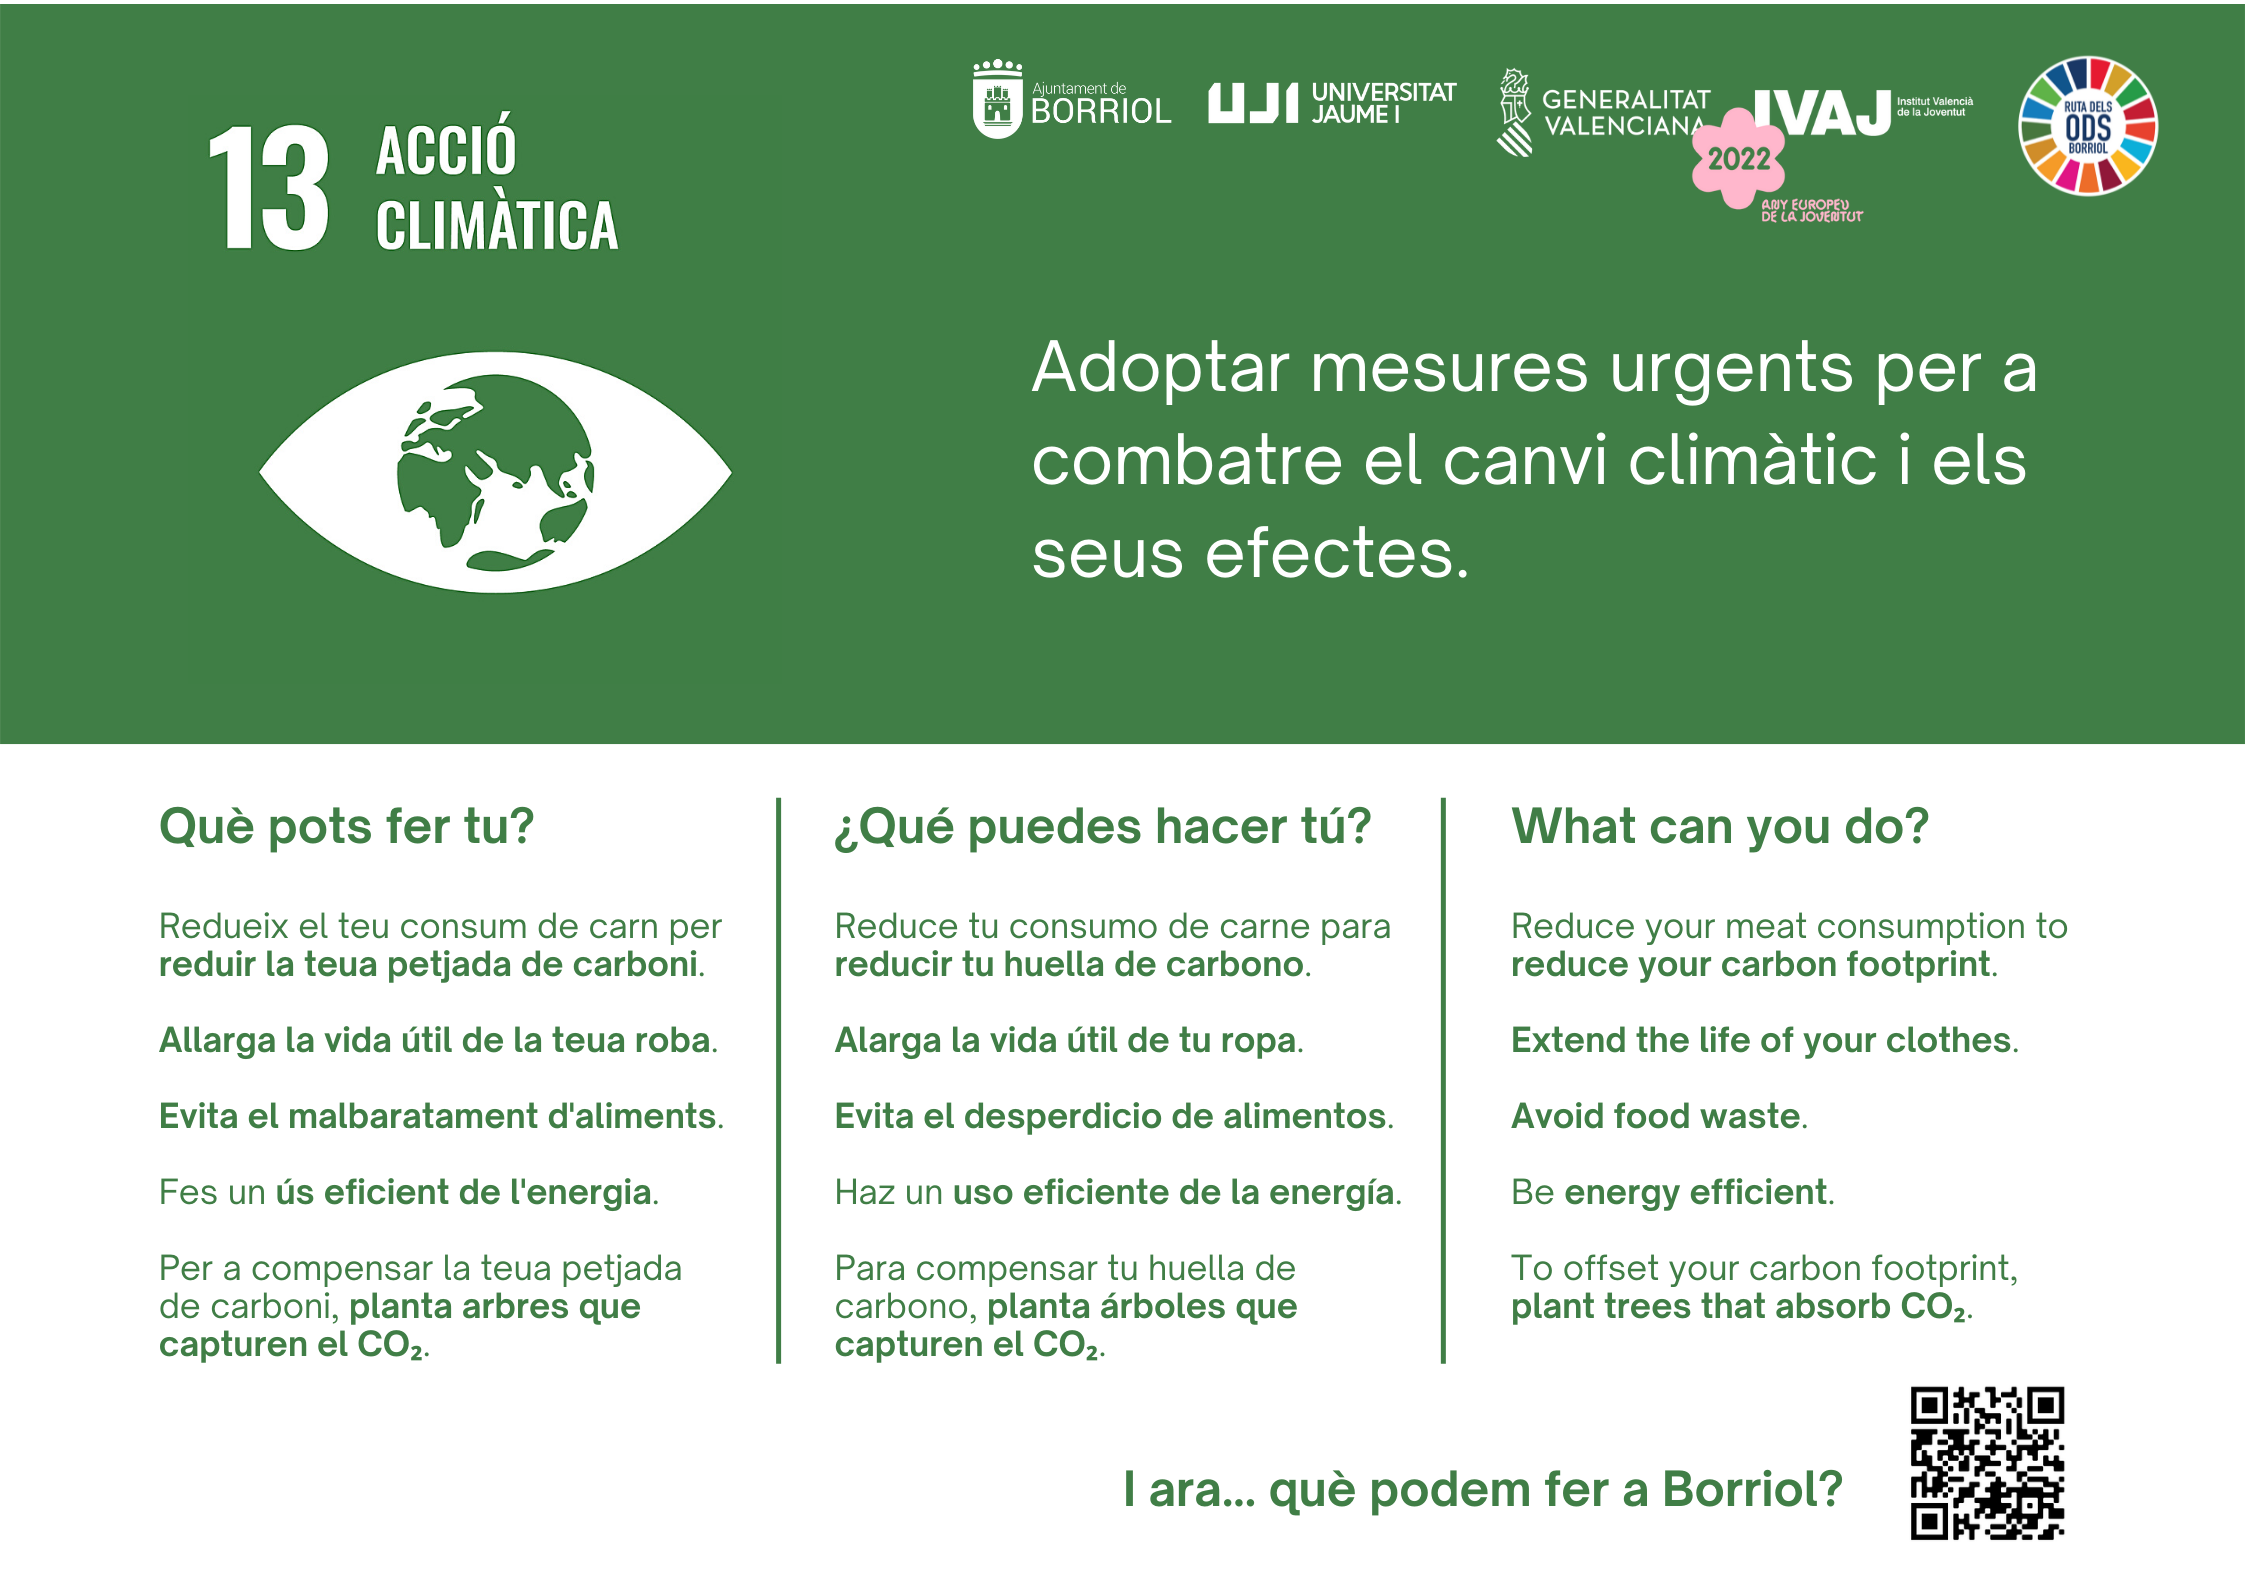 13
ACCIÓ
CLIMÀTICA
Ajuntament de
BORRIOL
UJI UNIVERSITAT
JAUME I
GENERALITAT
VALENCIANA
IVAJ Institut Valencià
de la Joventut
2022
ANY EUROPEU
DE LA JOVENTUT
RUTA DELS
ODS
BORRIOL
Adoptar mesures urgents per a
combatre el canvi climàtic i els
seus efectes.
Què pots fer tu?
Redueix el teu consum de carn per
reduir la teua petjada de carboni.
Allarga la vida útil de la teua roba.
Evita el malbaratament d'aliments.
Fes un ús eficient de l'energia.
Per a compensar la teua petjada
de carboni, planta arbres que
capturen el CO₂.
¿Qué puedes hacer tú?
Reduce tu consumo de carne para
reducir tu huella de carbono.
Alarga la vida útil de tu ropa.
Evita el desperdicio de alimentos.
Haz un uso eficiente de la energía.
Para compensar tu huella de
carbono, planta árboles que
capturen el CO₂.
What can you do?
Reduce your meat consumption to
reduce your carbon footprint.
Extend the life of your clothes.
Avoid food waste.
Be energy efficient.
To offset your carbon footprint,
plant trees that absorb CO₂.
I ara... què podem fer a Borriol?